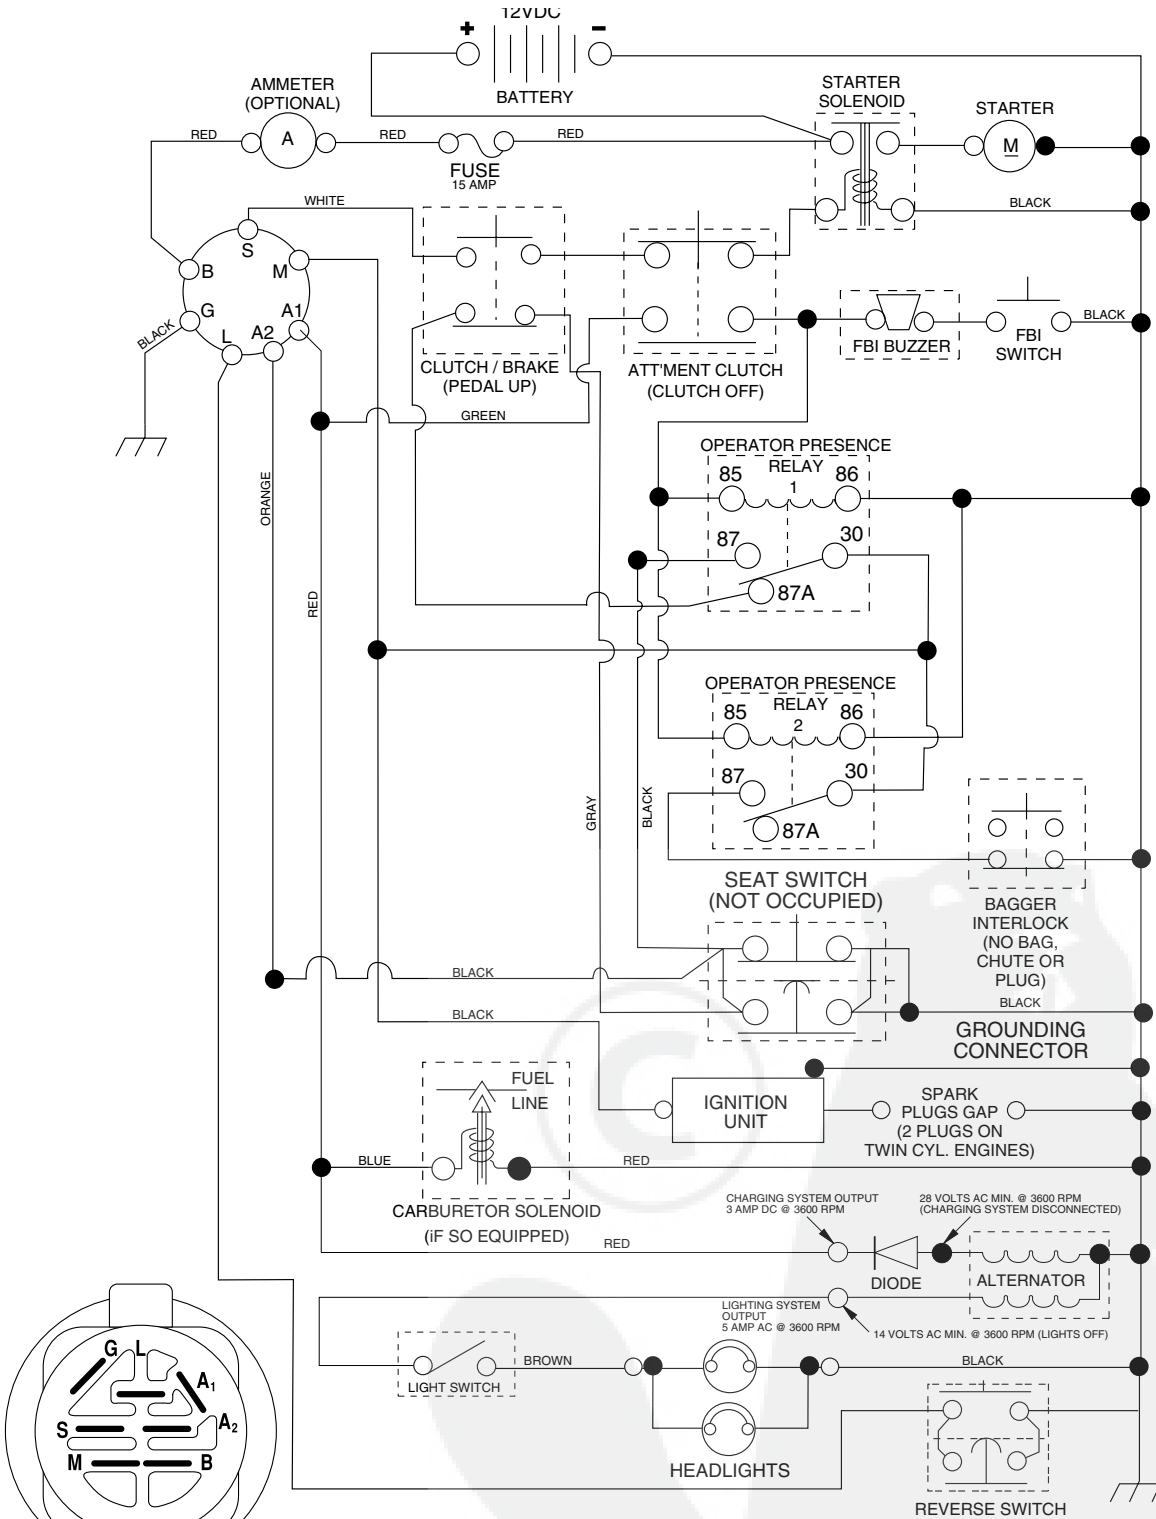 12VDC
+ −
BATTERY
AMMETER
(OPTIONAL)
STARTER
SOLENOID
STARTER
RED
A
RED
RED
M
FUSE
15 AMP
WHITE
BLACK
S
B
M
G
A1
A2
L
BLACK
CLUTCH / BRAKE
(PEDAL UP)
ATT'MENT CLUTCH
(CLUTCH OFF)
FBI BUZZER
FBI
SWITCH
BLACK
GREEN
OPERATOR PRESENCE
RELAY
1
85
86
87
30
87A
ORANGE
RED
OPERATOR PRESENCE
RELAY
2
85
86
87
30
87A
GRAY
BLACK
SEAT SWITCH
(NOT OCCUPIED)
BAGGER
INTERLOCK
(NO BAG,
CHUTE OR
PLUG)
BLACK
BLACK
BLACK
GROUNDING
CONNECTOR
C
FUEL
LINE
IGNITION
UNIT
SPARK
PLUGS GAP
(2 PLUGS ON
TWIN CYL. ENGINES)
BLUE
RED
CARBURETOR SOLENOID
(iF SO EQUIPPED)
CHARGING SYSTEM OUTPUT
3 AMP DC @ 3600 RPM
28 VOLTS AC MIN. @ 3600 RPM
(CHARGING SYSTEM DISCONNECTED)
RED
DIODE
ALTERNATOR
LIGHTING SYSTEM
OUTPUT
5 AMP AC @ 3600 RPM
14 VOLTS AC MIN. @ 3600 RPM (LIGHTS OFF)
BROWN
LIGHT SWITCH
BLACK
HEADLIGHTS
REVERSE SWITCH
G L
A1
S
A2
M
B